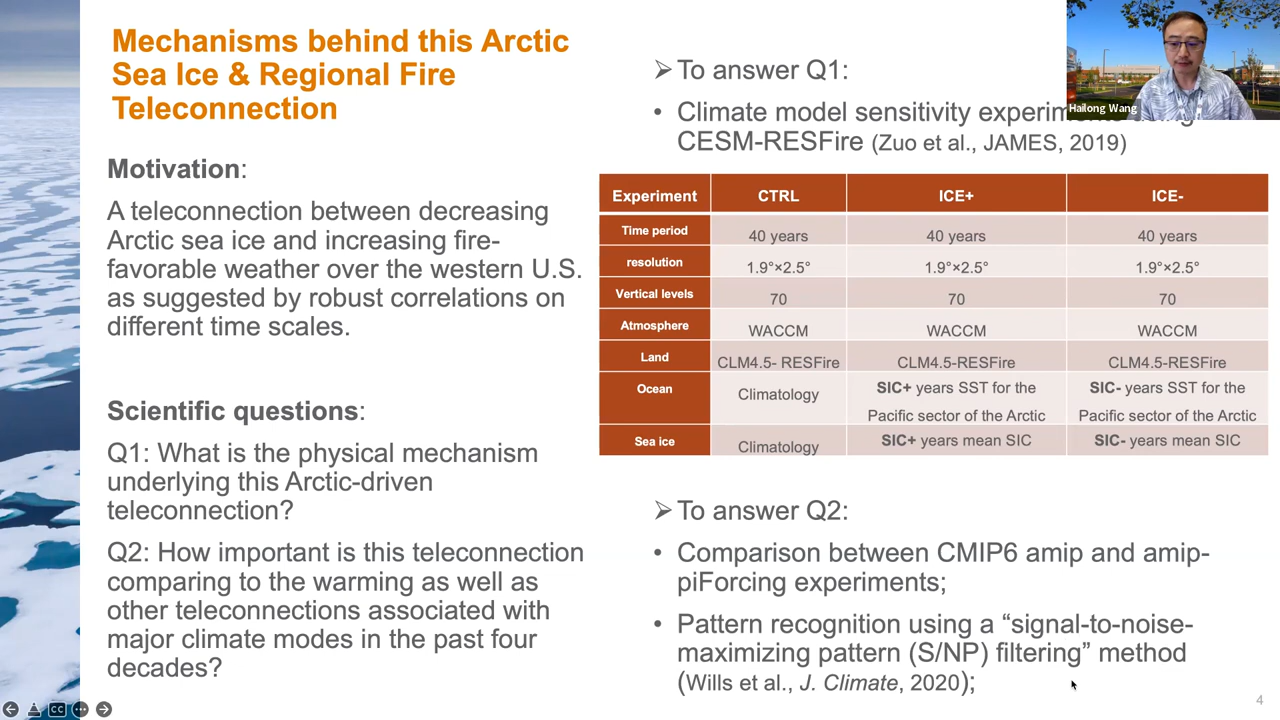 Mechanisms behind this Arctic
Sea Ice & Regional Fire
Teleconnection
Motivation:
A teleconnection between decreasing
Arctic sea ice and increasing fire-
favorable weather over the western U.S.
as suggested by robust correlations on
different time scales.
Scientific questions:
Q1: What is the physical mechanism
underlying this Arctic-driven
teleconnection?
Q2: How important is this teleconnection
comparing to the warming as well as
other teleconnections associated with
major climate modes in the past four
decades?
➢ To answer Q1:
• Climate model sensitivity
CESM-RESFire (Zuo et al., JAMES, 2019)
Hailong Wang
Experiment CTRL ICE+ ICE-
Time period 40 years 40 years 40 years
resolution 1.9°×2.5° 1.9°×2.5° 1.9°×2.5°
Vertical levels 70 70 70
Atmosphere WACCM WACCM WACCM
Land CLM4.5- RESFire CLM4.5-RESFire CLM4.5-RESFire
Ocean Climatology SIC+ years SST for the SIC- years SST for the
Pacific sector of the Arctic Pacific sector of the Arctic
Sea ice Climatology SIC+ years mean SIC SIC- years mean SIC
➢ To answer Q2:
• Comparison between CMIP6 amip and amip-
piForcing experiments;
• Pattern recognition using a “signal-to-noise-
maximizing pattern (S/NP) filtering” method
(Wills et al., J. Climate, 2020);
CC
4